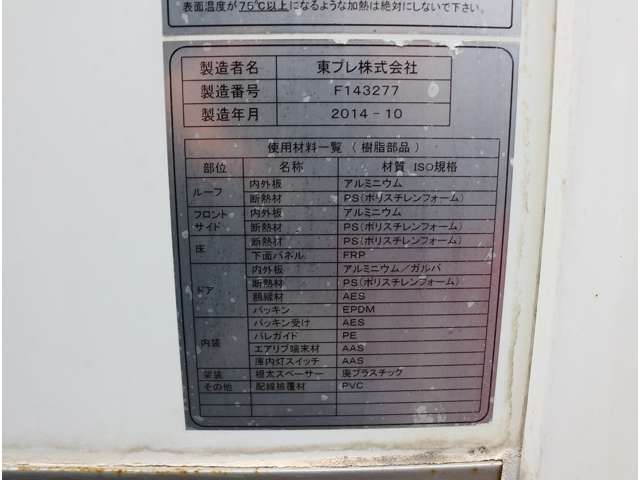 表面温度が75℃以上になるような加熱は絶対にしないで下さい。
製造者名 東プレ株式会社
製造番号 F143277
製造年月 2014-10
使用材料一覧(樹脂部品)
部位 名称 材質 ISO規格
ルーフ 内外板 アルミニウム
断熱材 PS(ポリスチレンフォーム)
フロント 内外板 アルミニウム
サイド 断熱材 PS(ポリスチレンフォーム)
床 断熱材 PS(ポリスチレンフォーム)
下面パネル FRP
ドア 内外板 アルミニウム/ガルバ
断熱材 PS(ポリスチレンフォーム)
額縁材 AES
パッキン EPDM
内装 パッキン受け AES
バレガイド PE
エアリブ端末材 AAS
庫内灯スイッチ AAS
架装 根太スペーサー 廃プラスチック
その他 配線被覆材 PVC